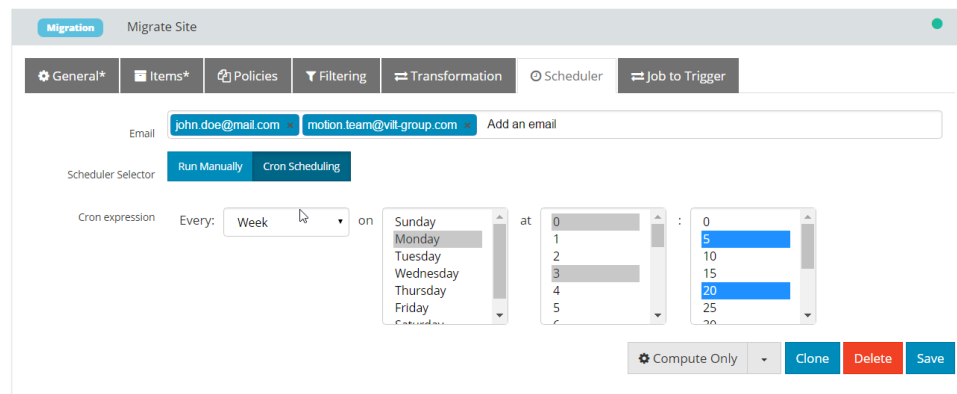 Migration Migrate Site
General* Items* Policies Filtering Transformation Scheduler Job to Trigger
Email john.doe@mail.com × motion.team@vilt-group.com × Add an email
Scheduler Selector Run Manually Cron Scheduling
Cron expression Every: Week on Sunday at 0 : 0
Monday 1 5
Tuesday 2 10
Wednesday 3 15
Thursday 4 20
Friday 5 25
Saturday 6 30
Compute Only Clone Delete Save